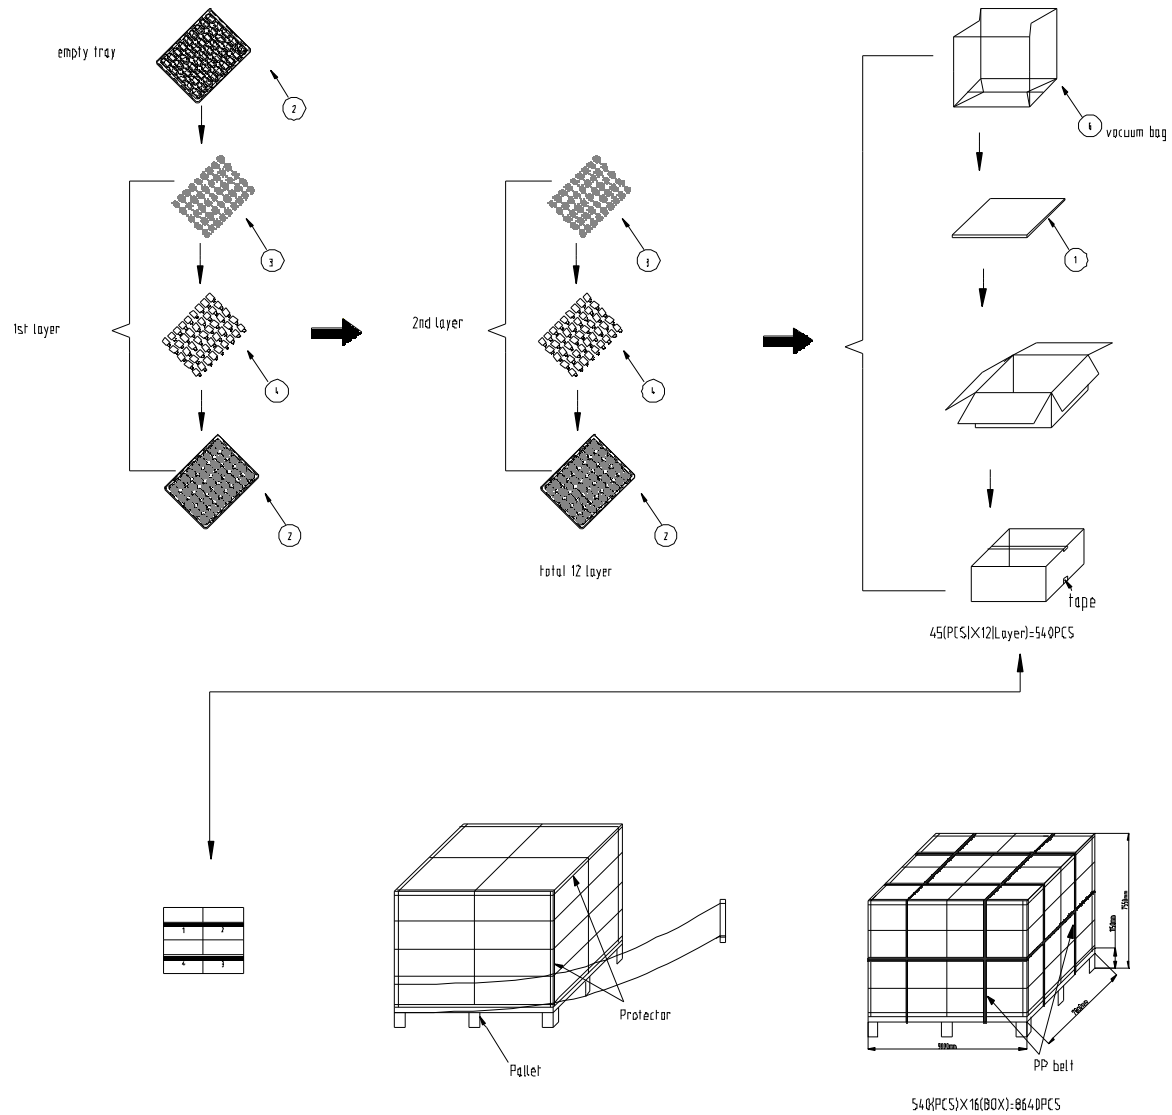 empty tray
2
6
vacuum bag
3
3
1
1st layer
2nd layer
4
4
2
2
total 12 layer
tape
45(PCS)X12(Layer)=540PCS
1 2
4 3
Protector
Pallet
PP belt
540(PCS)X16(BOX)=8640PCS